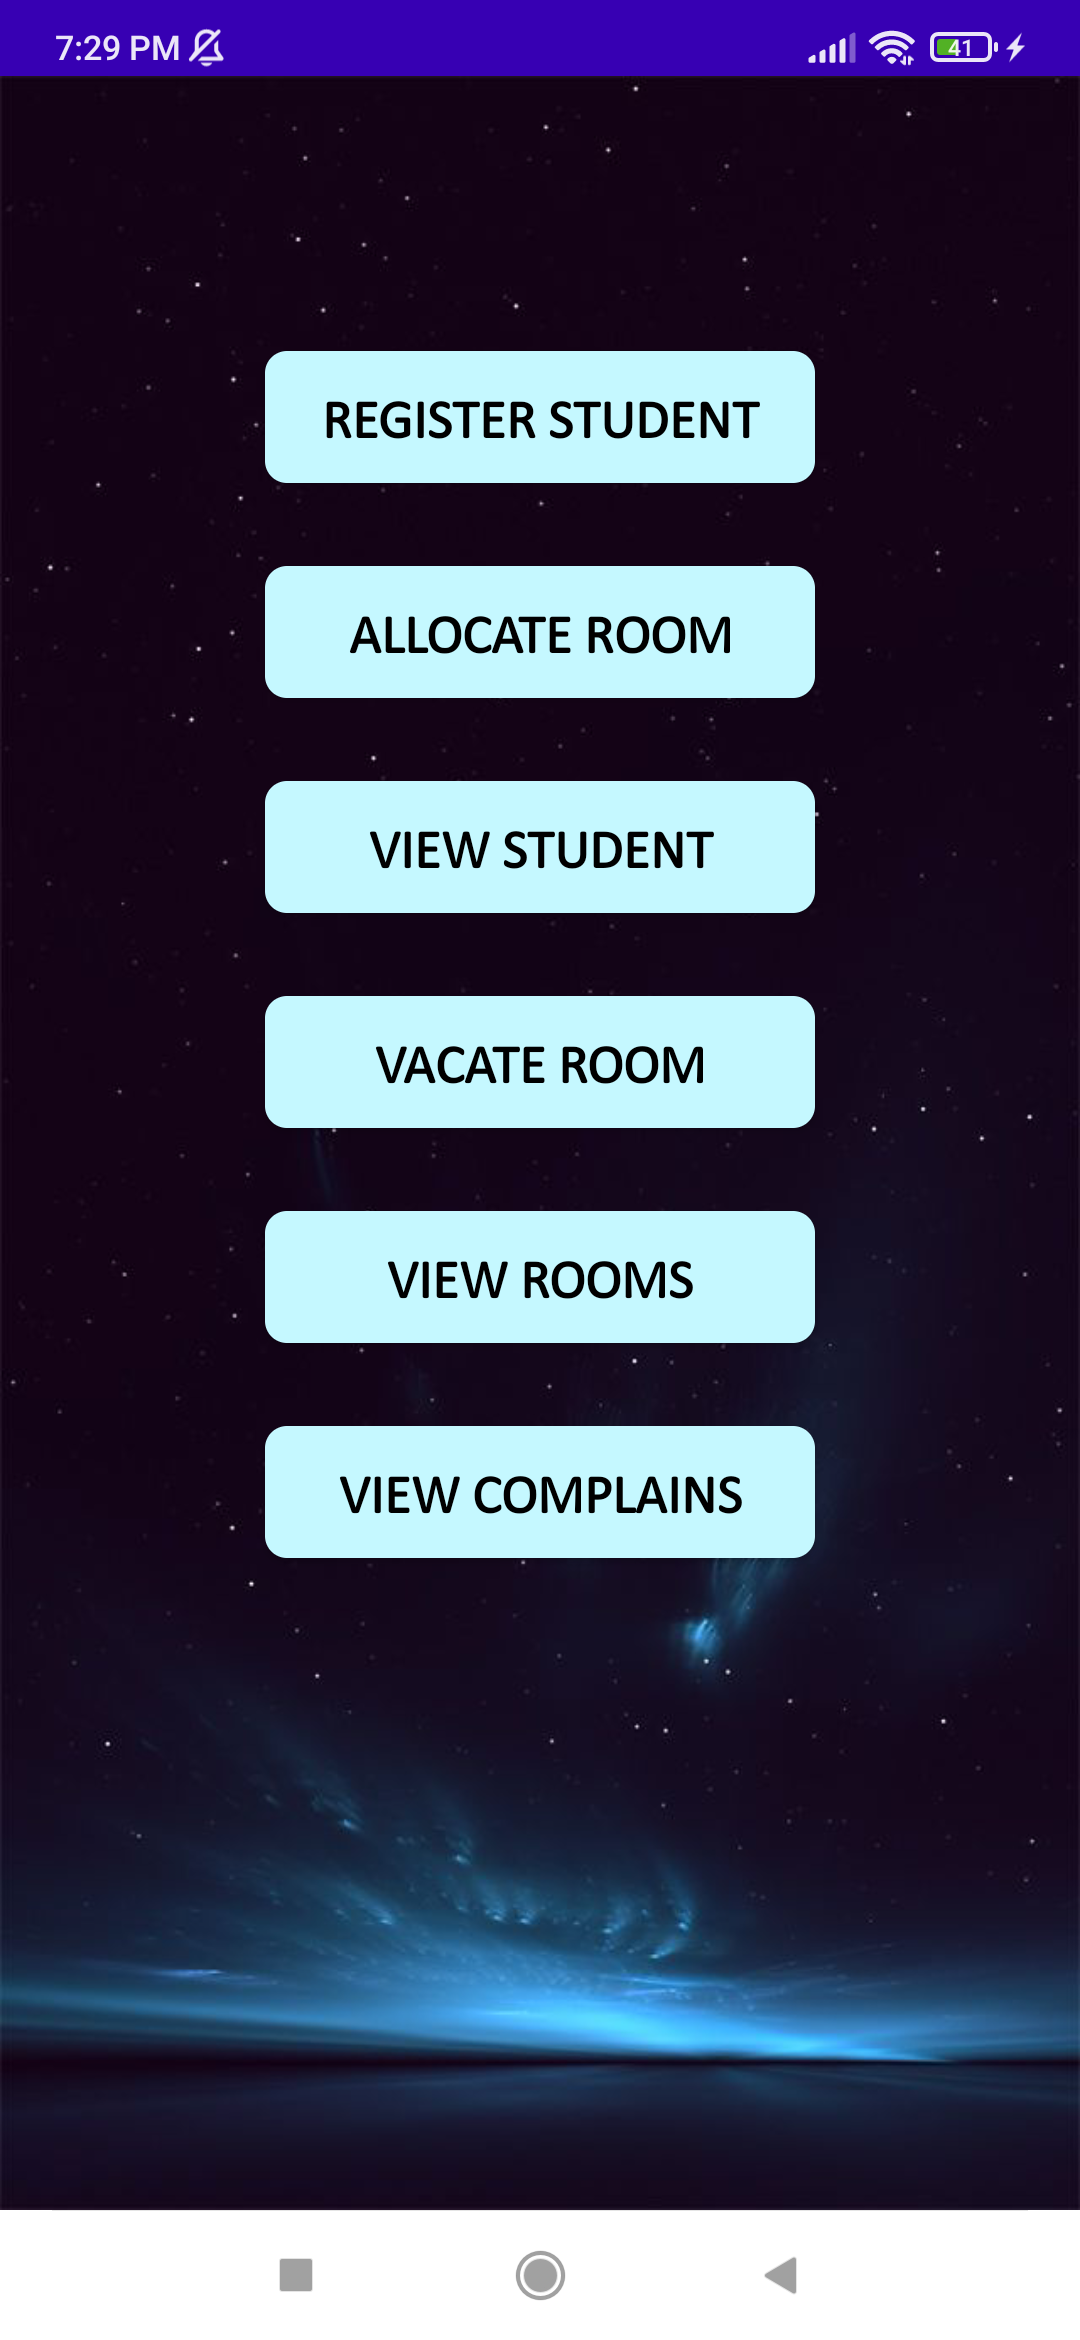 7:29 PM
41
REGISTER STUDENT
ALLOCATE ROOM
VIEW STUDENT
VACATE ROOM
VIEW ROOMS
VIEW COMPLAINS